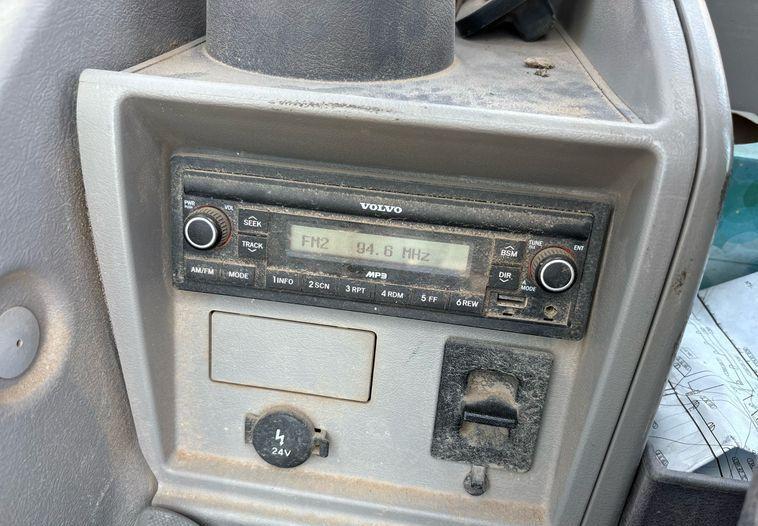 VOLVO
PWR PUSH VOL
SEEK
TRACK
FM2 94.6 MHz
BSM
DIR
TUNE ENT
MODE
AM/FM MODE
MP3
1 INFO 2 SCN 3 RPT 4 RDM 5 FF 6 REW
24V